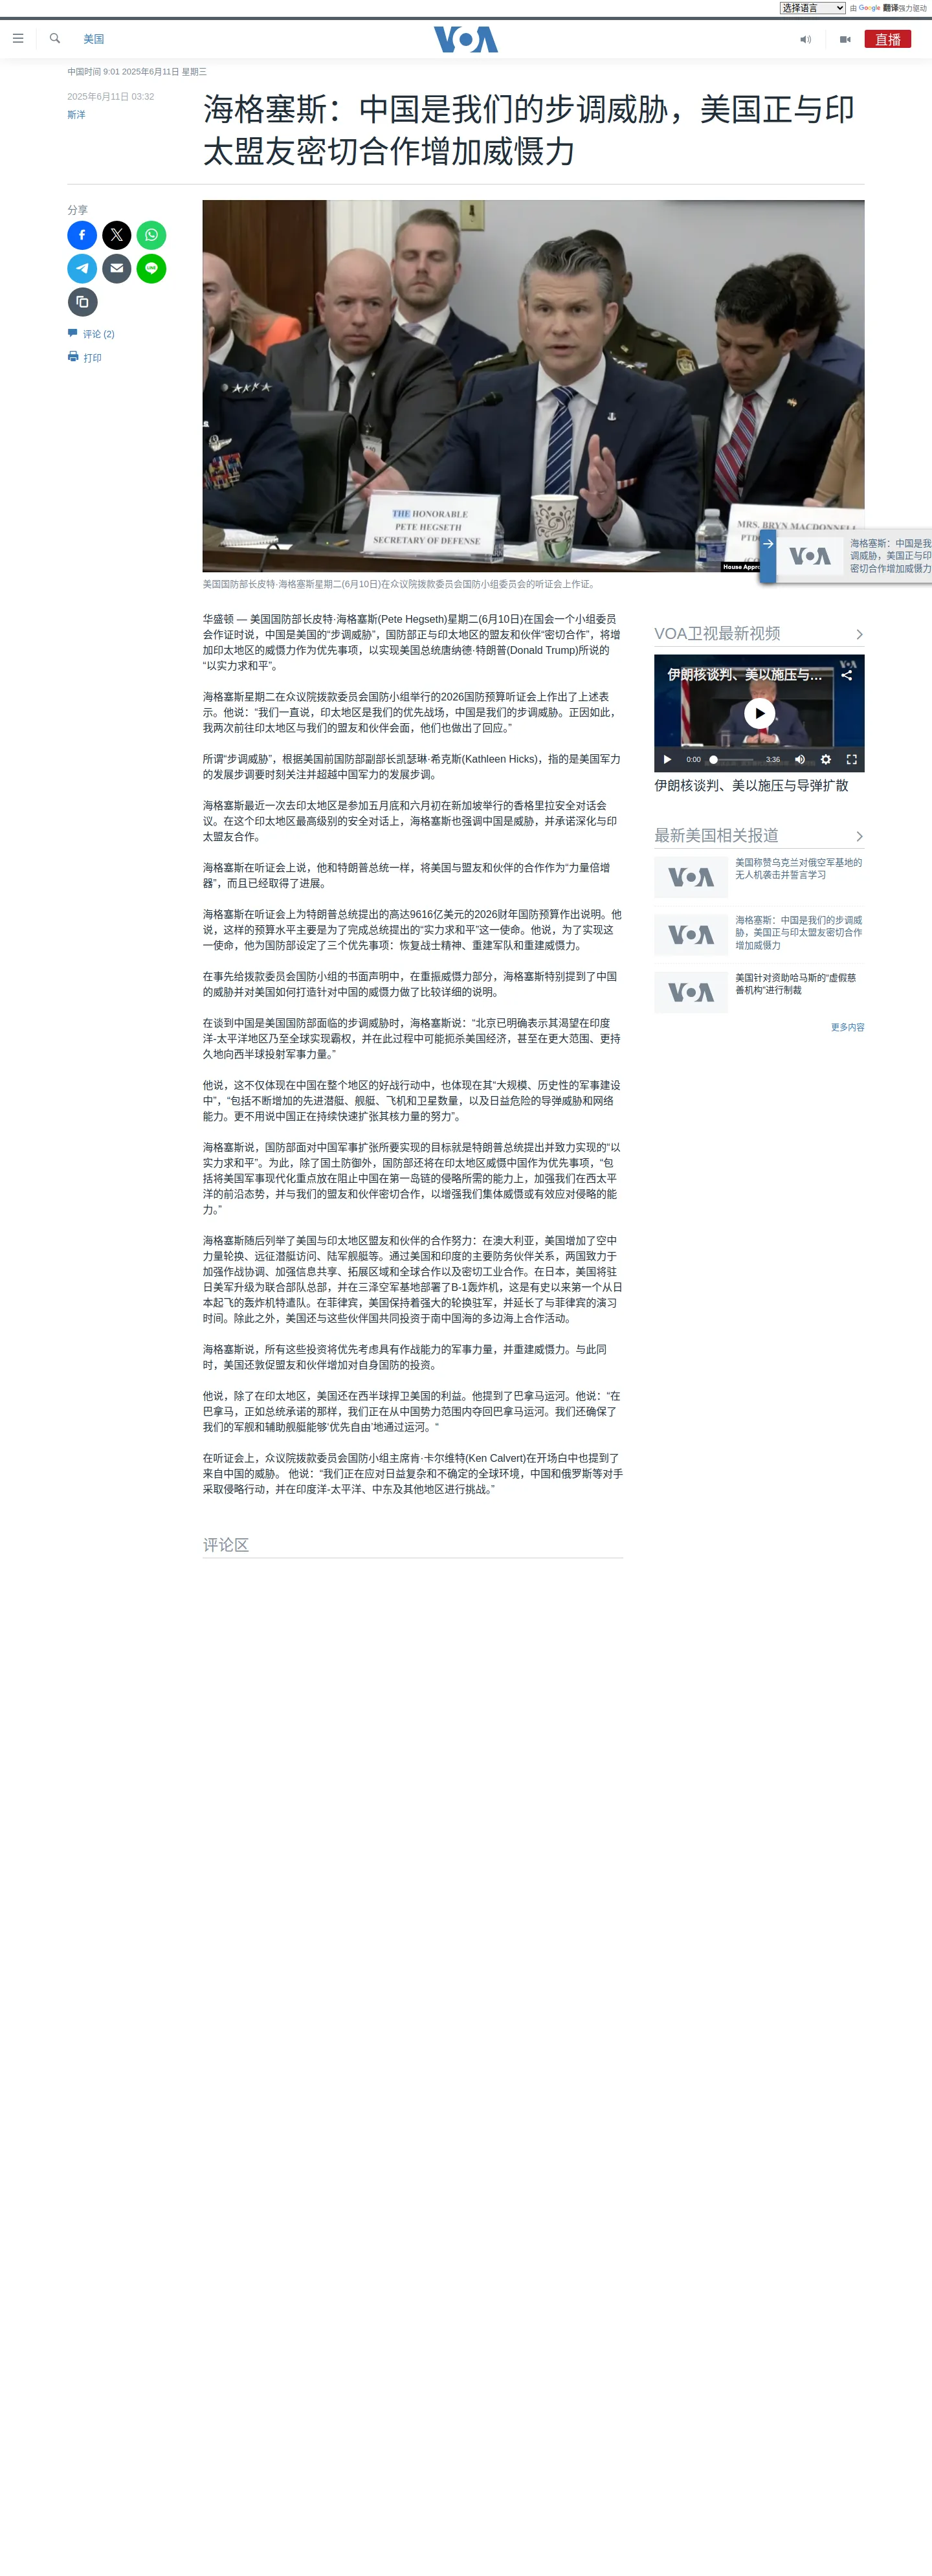 选择语言 由 Google 翻译强力驱动
美国
VOA
直播
中国时间 9:01 2025年6月11日 星期三
2025年6月11日 03:32
斯洋
海格塞斯：中国是我们的步调威胁，美国正与印
太盟友密切合作增加威慑力
分享
评论 (2)
打印
THE HONORABLE
PETE HEGSETH
SECRETARY OF DEFENSE
MRS. BRYN MACDONNELL
House Appro
美国国防部长皮特·海格塞斯星期二(6月10日)在众议院拨款委员会国防小组委员会的听证会上作证。
海格塞斯：中国是我
调威胁，美国正与印
密切合作增加威慑力
VOA
华盛顿 — 美国国防部长皮特·海格塞斯(Pete Hegseth)星期二(6月10日)在国会一个小组委员
会作证时说，中国是美国的“步调威胁”，国防部正与印太地区的盟友和伙伴“密切合作”，将增
加印太地区的威慑力作为优先事项，以实现美国总统唐纳德·特朗普(Donald Trump)所说的
“以实力求和平”。
海格塞斯星期二在众议院拨款委员会国防小组举行的2026国防预算听证会上作出了上述表
示。他说：“我们一直说，印太地区是我们的优先战场，中国是我们的步调威胁。正因如此，
我两次前往印太地区与我们的盟友和伙伴会面，他们也做出了回应。”
所谓“步调威胁”，根据美国前国防部副部长凯瑟琳·希克斯(Kathleen Hicks)，指的是美国军力
的发展步调要时刻关注并超越中国军力的发展步调。
海格塞斯最近一次去印太地区是参加五月底和六月初在新加坡举行的香格里拉安全对话会
议。在这个印太地区最高级别的安全对话上，海格塞斯也强调中国是威胁，并承诺深化与印
太盟友合作。
海格塞斯在听证会上说，他和特朗普总统一样，将美国与盟友和伙伴的合作作为“力量倍增
器”，而且已经取得了进展。
海格塞斯在听证会上为特朗普总统提出的高达9616亿美元的2026财年国防预算作出说明。他
说，这样的预算水平主要是为了完成总统提出的“实力求和平”这一使命。他说，为了实现这
一使命，他为国防部设定了三个优先事项：恢复战士精神、重建军队和重建威慑力。
在事先给拨款委员会国防小组的书面声明中，在重振威慑力部分，海格塞斯特别提到了中国
的威胁并对美国如何打造针对中国的威慑力做了比较详细的说明。
在谈到中国是美国国防部面临的步调威胁时，海格塞斯说：“北京已明确表示其渴望在印度
洋-太平洋地区乃至全球实现霸权，并在此过程中可能扼杀美国经济，甚至在更大范围、更持
久地向西半球投射军事力量。”
他说，这不仅体现在中国在整个地区的好战行动中，也体现在其“大规模、历史性的军事建设
中”，“包括不断增加的先进潜艇、舰艇、飞机和卫星数量，以及日益危险的导弹威胁和网络
能力。更不用说中国正在持续快速扩张其核力量的努力”。
海格塞斯说，国防部面对中国军事扩张所要实现的目标就是特朗普总统提出并致力实现的“以
实力求和平”。为此，除了国土防御外，国防部还将在印太地区威慑中国作为优先事项，“包
括将美国军事现代化重点放在阻止中国在第一岛链的侵略所需的能力上，加强我们在西太平
洋的前沿态势，并与我们的盟友和伙伴密切合作，以增强我们集体威慑或有效应对侵略的能
力。”
海格塞斯随后列举了美国与印太地区盟友和伙伴的合作努力：在澳大利亚，美国增加了空中
力量轮换、远征潜艇访问、陆军舰艇等。通过美国和印度的主要防务伙伴关系，两国致力于
加强作战协调、加强信息共享、拓展区域和全球合作以及密切工业合作。在日本，美国将驻
日美军升级为联合部队总部，并在三泽空军基地部署了B-1轰炸机，这是有史以来第一个从日
本起飞的轰炸机特遣队。在菲律宾，美国保持着强大的轮换驻军，并延长了与菲律宾的演习
时间。除此之外，美国还与这些伙伴国共同投资于南中国海的多边海上合作活动。
海格塞斯说，所有这些投资将优先考虑具有作战能力的军事力量，并重建威慑力。与此同
时，美国还敦促盟友和伙伴增加对自身国防的投资。
他说，除了在印太地区，美国还在西半球捍卫美国的利益。他提到了巴拿马运河。他说：“在
巴拿马，正如总统承诺的那样，我们正在从中国势力范围内夺回巴拿马运河。我们还确保了
我们的军舰和辅助舰艇能够‘优先自由’地通过运河。“
在听证会上，众议院拨款委员会国防小组主席肯·卡尔维特(Ken Calvert)在开场白中也提到了
来自中国的威胁。 他说：“我们正在应对日益复杂和不确定的全球环境，中国和俄罗斯等对手
采取侵略行动，并在印度洋-太平洋、中东及其他地区进行挑战。”
评论区
VOA卫视最新视频
伊朗核谈判、美以施压与…
VOA
0:00 3:36
伊朗核谈判、美以施压与导弹扩散
最新美国相关报道
VOA
美国称赞乌克兰对俄空军基地的
无人机袭击并誓言学习
VOA
海格塞斯：中国是我们的步调威
胁，美国正与印太盟友密切合作
增加威慑力
VOA
美国针对资助哈马斯的“虚假慈
善机构”进行制裁
更多内容